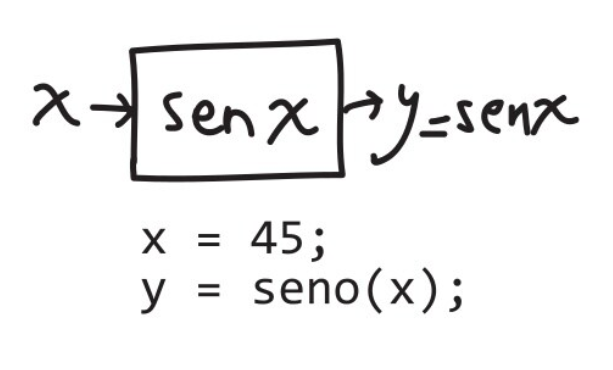 x → sen x → y = sen x
x = 45;
y = seno(x);